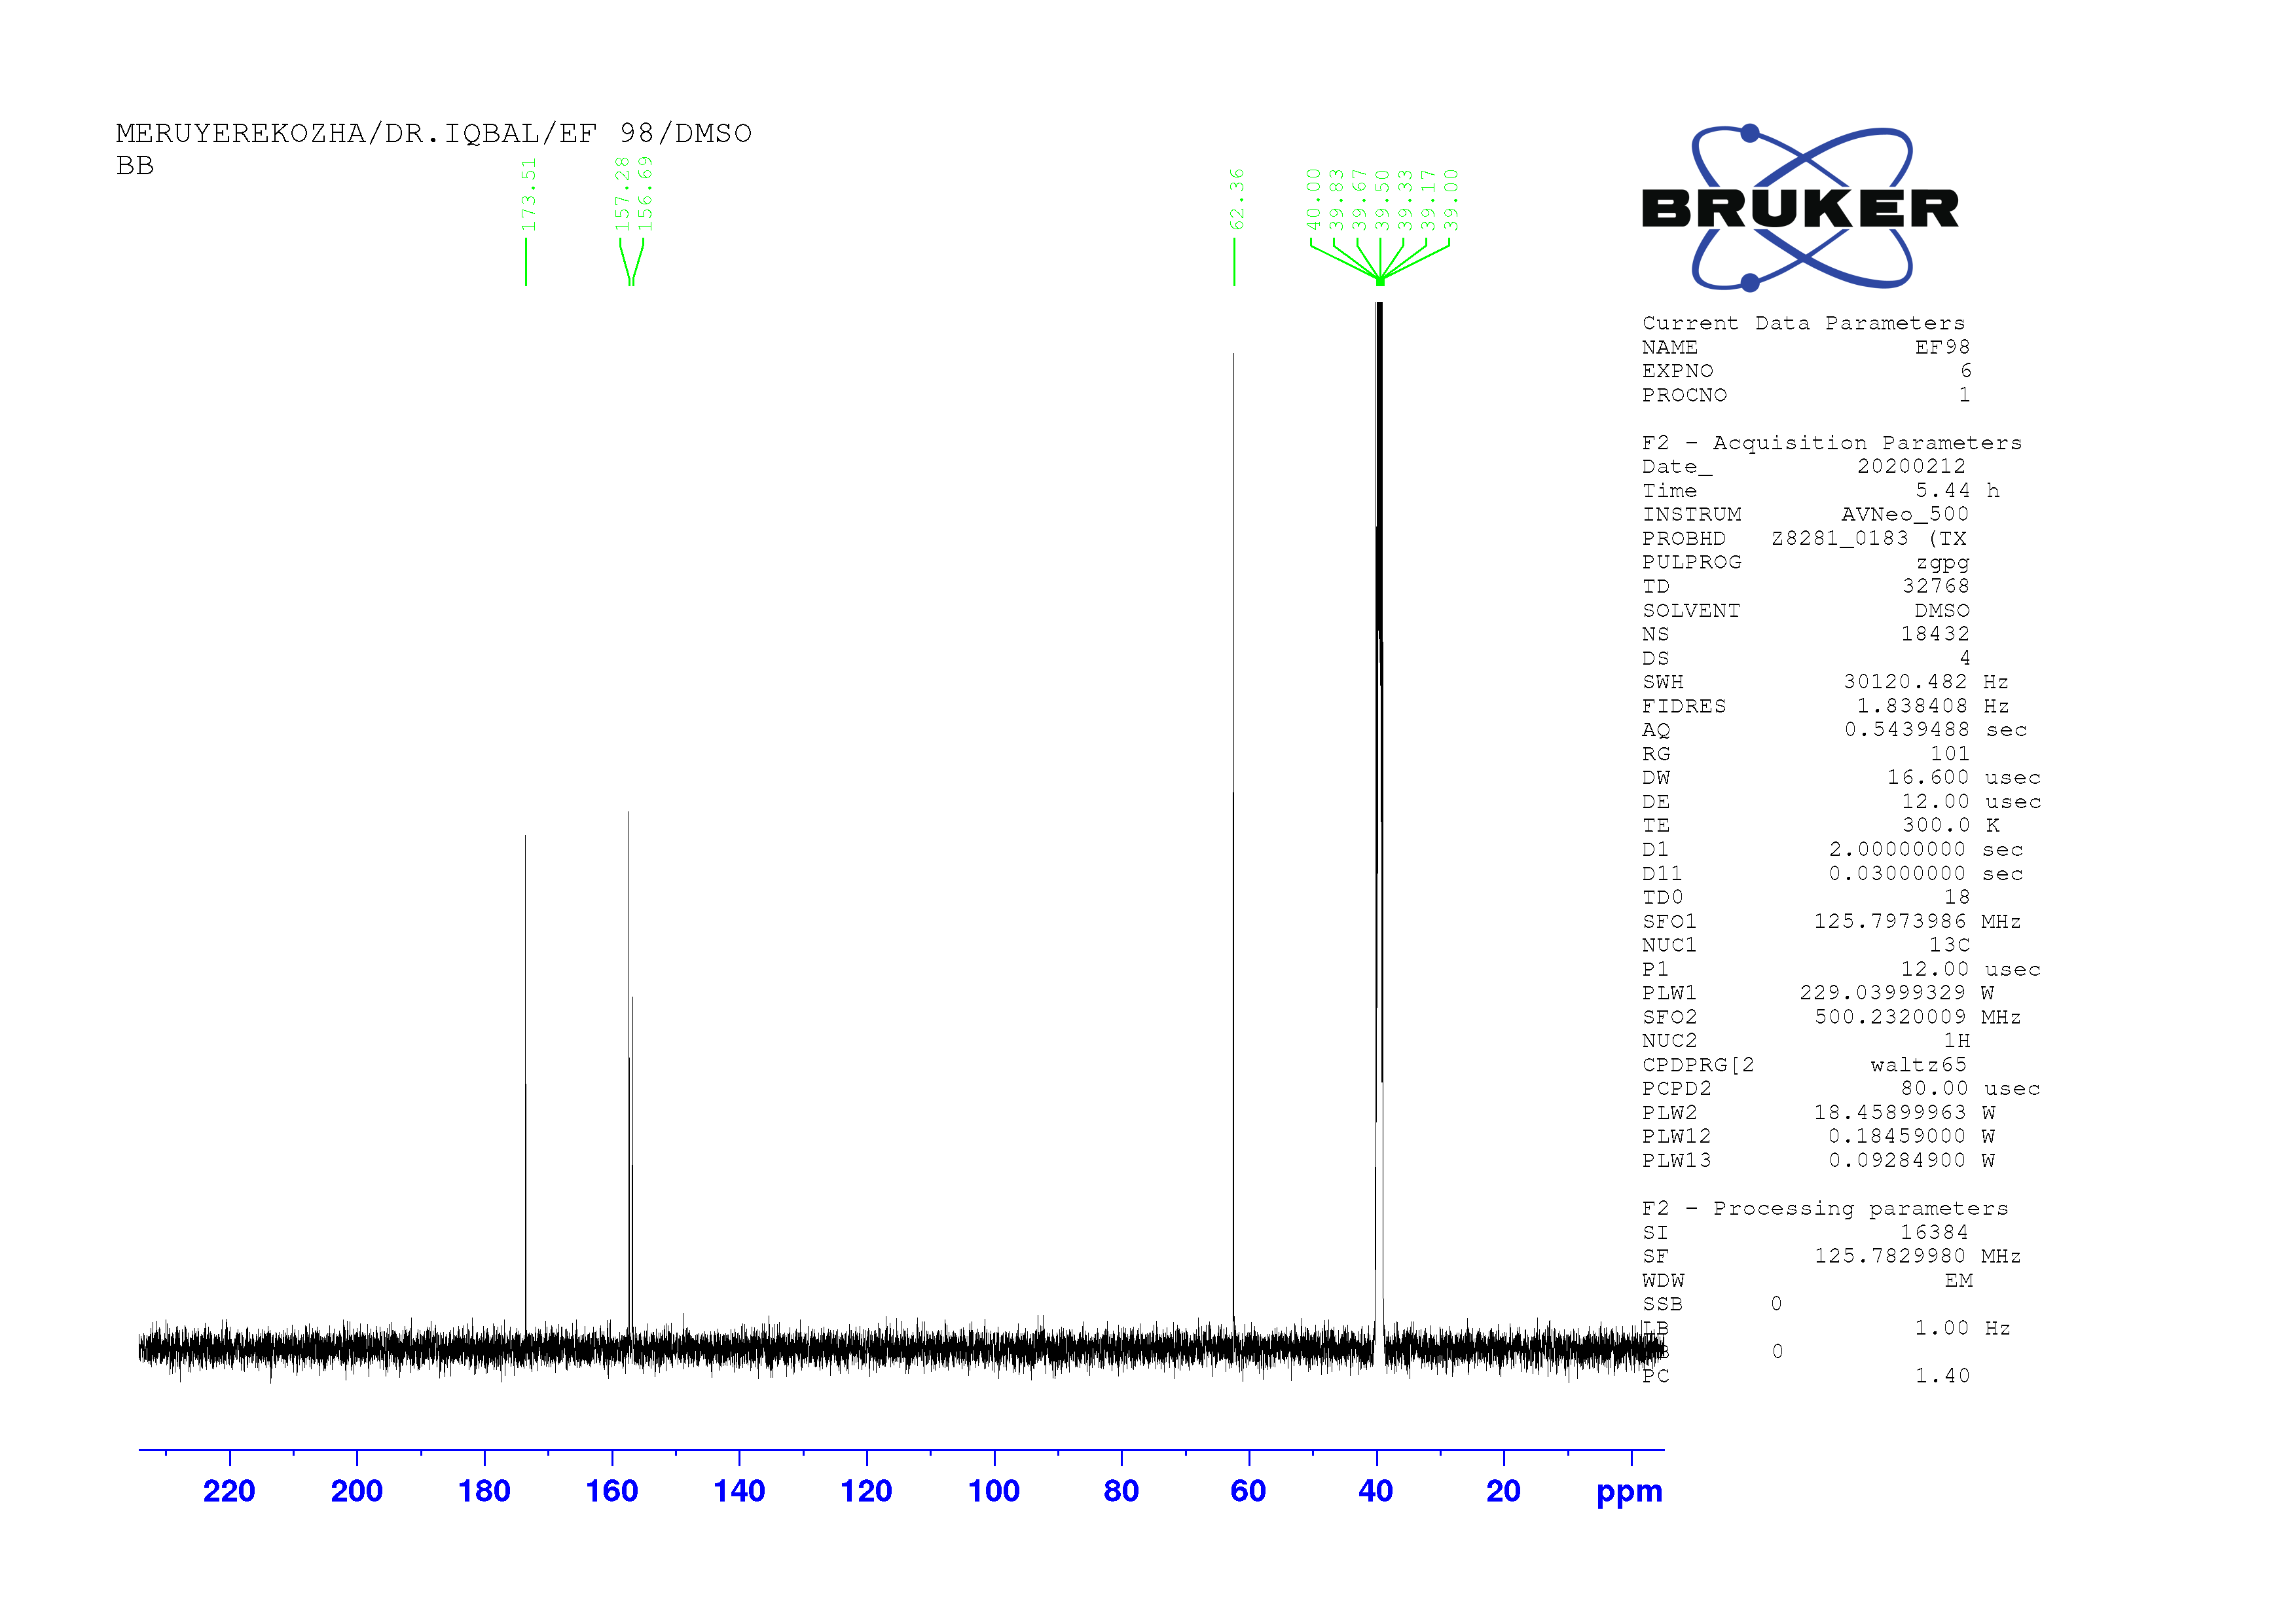 MERUYEREKOZHA/DR.IQBAL/EF 98/DMSO
BB
173.51
157.28
156.69
62.36
40.00
39.83
39.67
39.50
39.33
39.17
39.00
BRUKER
Current Data Parameters
NAME EF98
EXPNO 6
PROCNO 1
F2 - Acquisition Parameters
Date_ 20200212
Time 5.44 h
INSTRUM AVNeo_500
PROBHD Z8281_0183 (TX
PULPROG zgpg
TD 32768
SOLVENT DMSO
NS 18432
DS 4
SWH 30120.482 Hz
FIDRES 1.838408 Hz
AQ 0.5439488 sec
RG 101
DW 16.600 usec
DE 12.00 usec
TE 300.0 K
D1 2.00000000 sec
D11 0.03000000 sec
TD0 18
SFO1 125.7973986 MHz
NUC1 13C
P1 12.00 usec
PLW1 229.03999329 W
SFO2 500.2320009 MHz
NUC2 1H
CPDPRG[2 waltz65
PCPD2 80.00 usec
PLW2 18.45899963 W
PLW12 0.18459000 W
PLW13 0.09284900 W
F2 - Processing parameters
SI 16384
SF 125.7829980 MHz
WDW EM
SSB 0
LB 1.00 Hz
0
PC 1.40
220 200 180 160 140 120 100 80 60 40 20 ppm